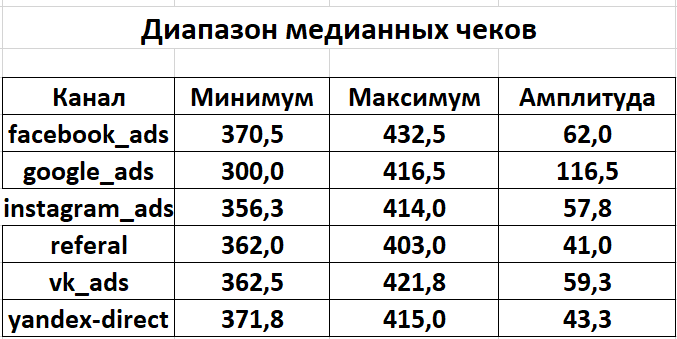 Диапазон медианных чеков
Канал Минимум Максимум Амплитуда
facebook_ads 370,5 432,5 62,0
google_ads 300,0 416,5 116,5
instagram_ads 356,3 414,0 57,8
referal 362,0 403,0 41,0
vk_ads 362,5 421,8 59,3
yandex-direct 371,8 415,0 43,3